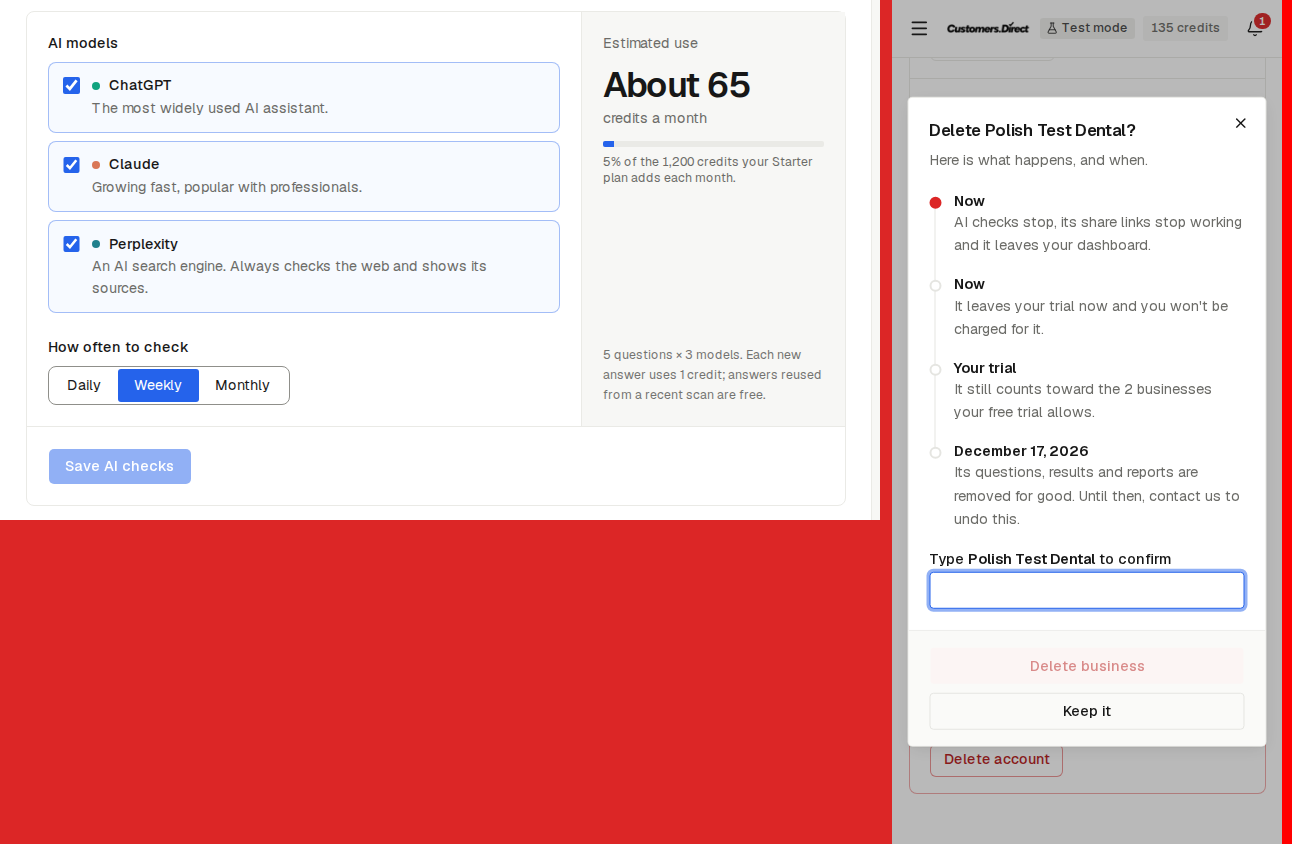 AI models
ChatGPT
The most widely used AI assistant.
Claude
Growing fast, popular with professionals.
Perplexity
An AI search engine. Always checks the web and shows its
sources.
How often to check
Daily
Weekly
Monthly
Save AI checks
Estimated use
About 65
credits a month
5% of the 1,200 credits your Starter
plan adds each month.
5 questions × 3 models. Each new
answer uses 1 credit; answers reused
from a recent scan are free.
Customers.Direct
Test mode
135 credits
1
Delete Polish Test Dental?
Here is what happens, and when.
Now
AI checks stop, its share links stop working
and it leaves your dashboard.
Now
It leaves your trial now and you won't be
charged for it.
Your trial
It still counts toward the 2 businesses
your free trial allows.
December 17, 2026
Its questions, results and reports are
removed for good. Until then, contact us to
undo this.
Type Polish Test Dental to confirm
Delete business
Keep it
Delete account